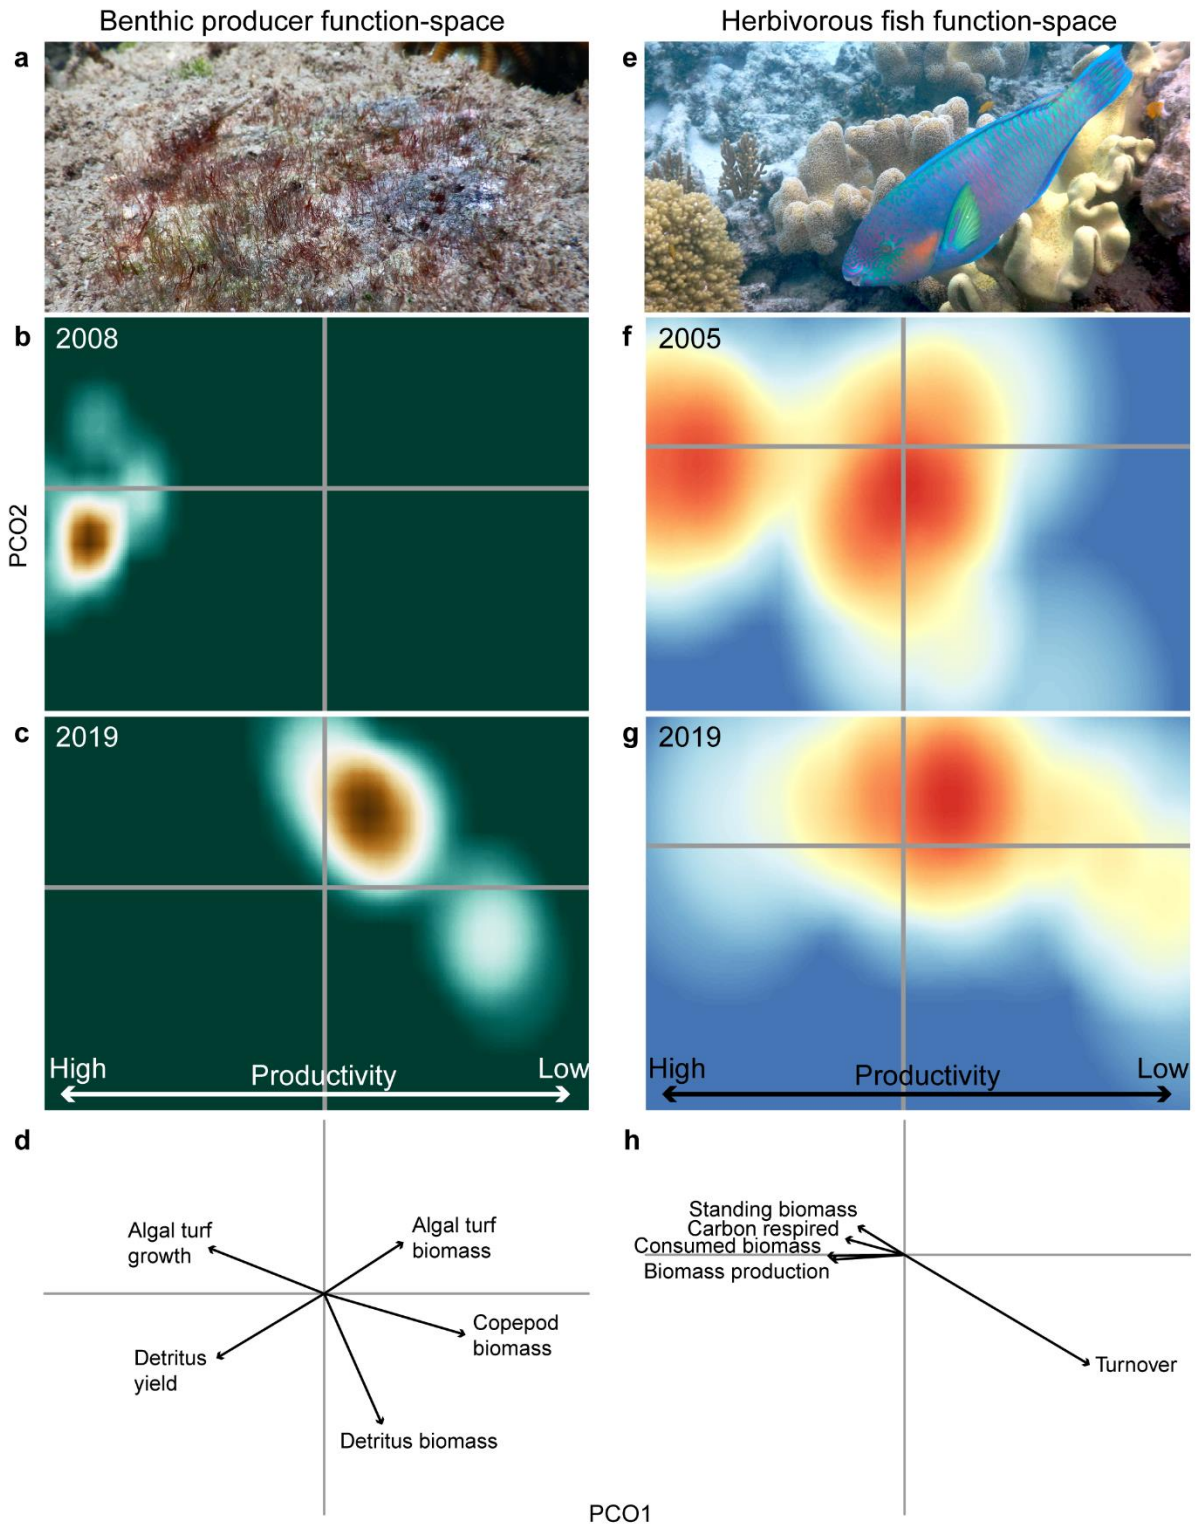 Benthic producer function-space
Herbivorous fish function-space
a
e
b
2008
f
2005
PCO2
c
2019
g
2019
High
Productivity
Low
High
Productivity
Low
d
Algal turf
growth
Algal turf
biomass
Copepod
biomass
Detritus
yield
Detritus biomass
h
Standing biomass
Carbon respired
Consumed biomass
Biomass production
Turnover
PCO1